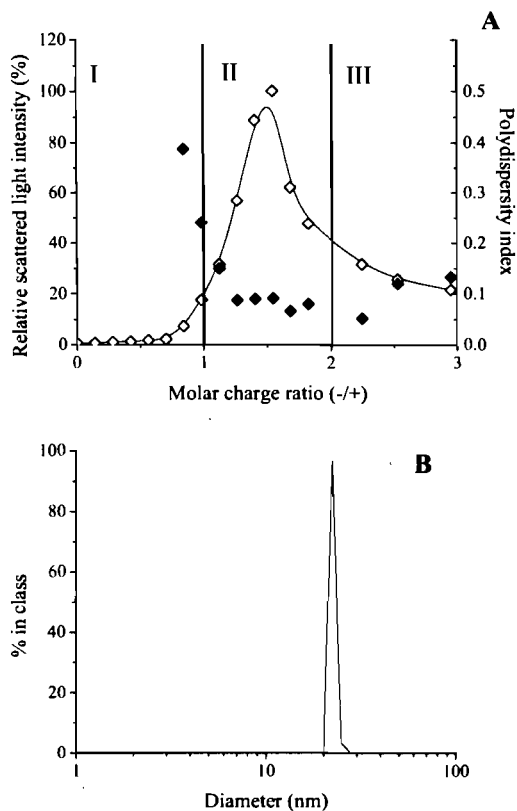 A
I
II
III
120
100
80
60
40
20
0
0.5
0.4
0.3
0.2
0.1
0.0
0
1
2
3
Relative scattered light intensity (%)
Polydispersity index
Molar charge ratio (-/+)
B
100
80
60
40
20
0
1
10
100
% in class
Diameter (nm)